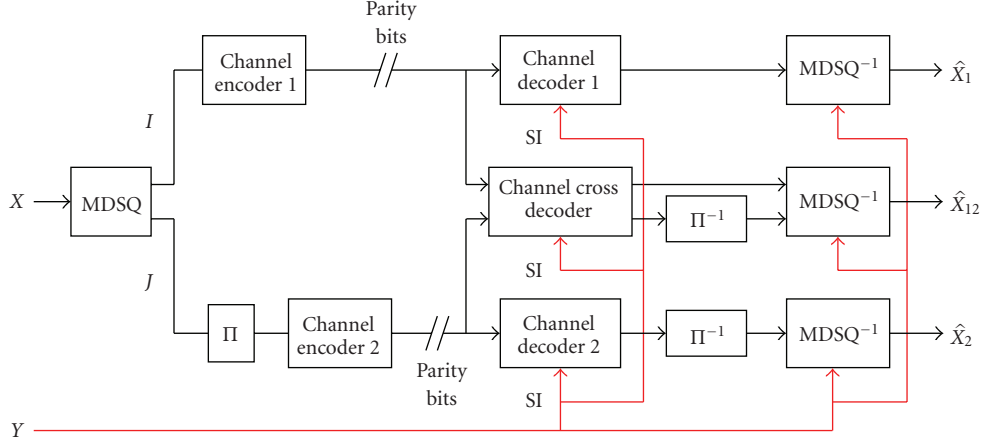 Parity
bits
Channel
encoder 1
Channel
decoder 1
MDSQ⁻¹
X̂₁
I
SI
X
MDSQ
Channel cross
decoder
Π⁻¹
MDSQ⁻¹
X̂₁₂
SI
J
Π
Channel
encoder 2
Channel
decoder 2
Π⁻¹
MDSQ⁻¹
X̂₂
Parity
bits
SI
Y